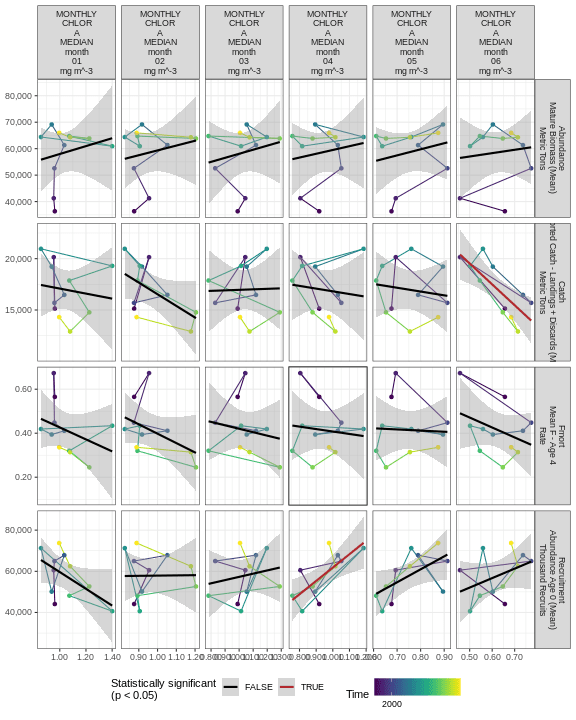 MONTHLY MONTHLY MONTHLY MONTHLY MONTHLY MONTHLY
CHLOR CHLOR CHLOR CHLOR CHLOR CHLOR
A A A A A A
MEDIAN MEDIAN MEDIAN MEDIAN MEDIAN MEDIAN
month month month month month month
01 02 03 04 05 06
mg m^-3 mg m^-3 mg m^-3 mg m^-3 mg m^-3 mg m^-3
80,000
70,000
60,000
50,000
40,000
Abundance
Mature Biomass (Mean)
Metric Tons
20,000
15,000
Catch
Catch - Landings + Discards
Metric Tons
0.60
0.40
0.20
Fmort
Mean F - Age 4
Rate
80,000
60,000
40,000
Recruitment
Abundance Age 0 (Mean)
Thousand Recruits
1.00 1.20 1.40 0.80 1.00 1.10 1.20 0.70 0.80 0.90 0.50 0.60 0.70
Statistically significant
(p < 0.05)
FALSE
TRUE
Time
2000